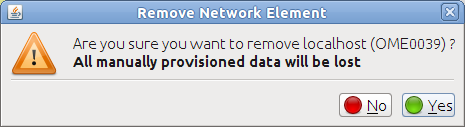 Remove Network Element
Are you sure you want to remove localhost (OME0039) ?
All manually provisioned data will be lost
No
Yes